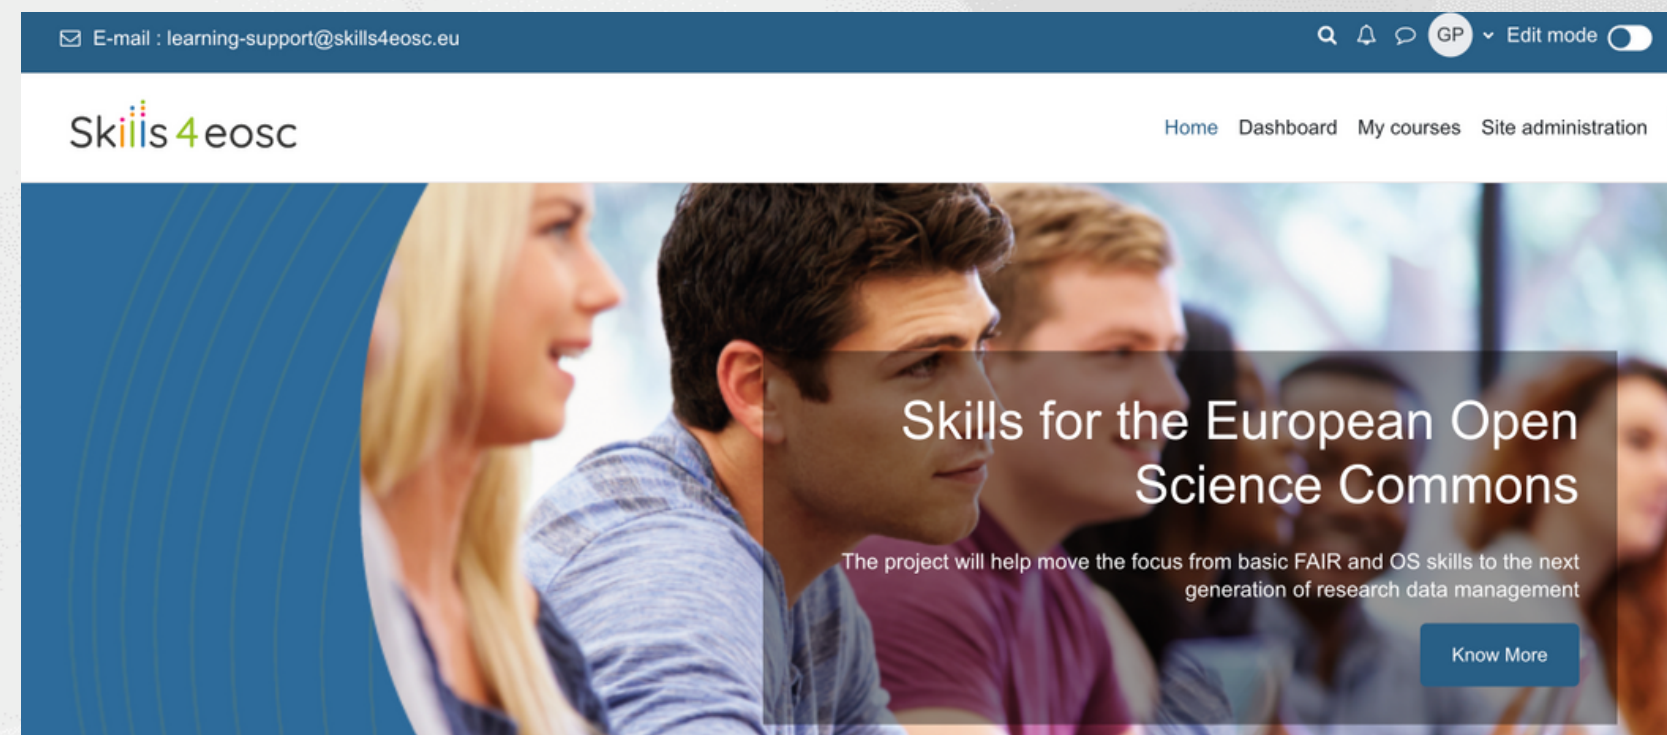 E-mail : learning-support@skills4eosc.eu
GP
Edit mode
Skills 4 eosc
Home Dashboard My courses Site administration
Skills for the European Open
Science Commons
The project will help move the focus from basic FAIR and OS skills to the next
generation of research data management
Know More